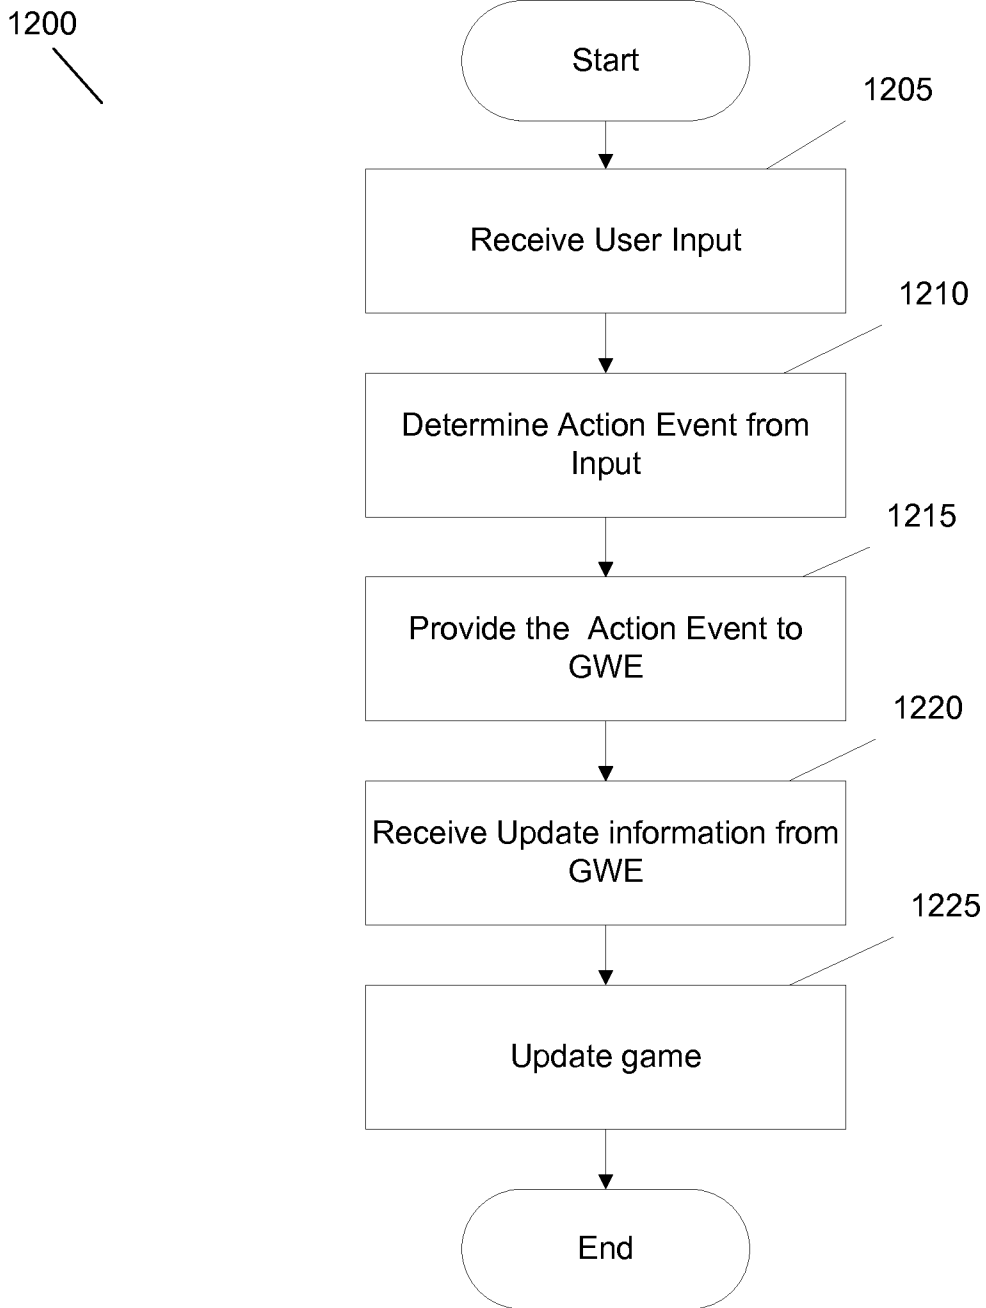 1200
Start
1205
Receive User Input
1210
Determine Action Event from
Input
1215
Provide the  Action Event to
GWE
1220
Receive Update information from
GWE
1225
Update game
End